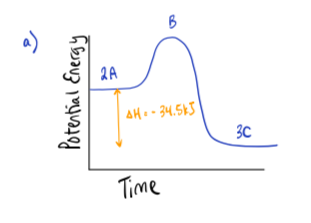 a)
B
2A
Potential Energy
ΔH = - 34.5kJ
3C
Time